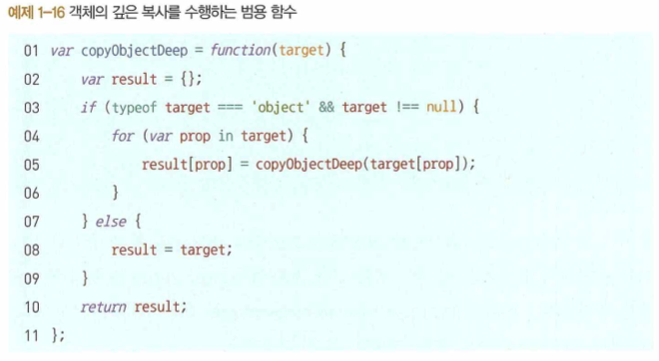 예제 1-16 객체의 깊은 복사를 수행하는 범용 함수
01 var copyObjectDeep = function(target) {
02 var result = {};
03 if (typeof target === 'object' && target !== null) {
04 for (var prop in target) {
05 result[prop] = copyObjectDeep(target[prop]);
06 }
07 } else {
08 result = target;
09 }
10 return result;
11 };